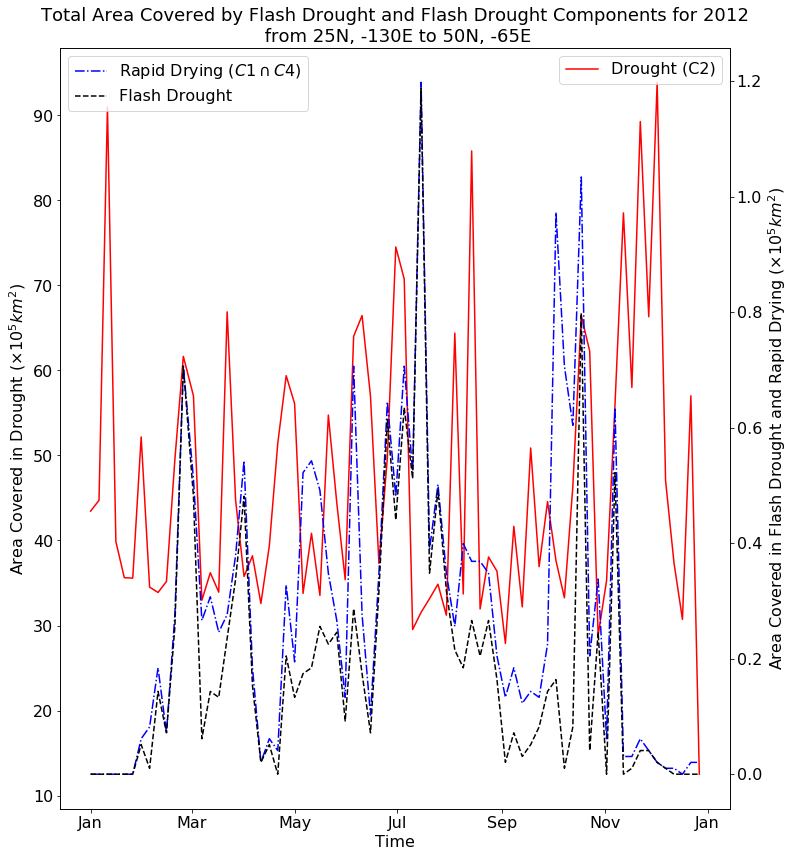 Total Area Covered by Flash Drought and Flash Drought Components for 2012
from 25N, -130E to 50N, -65E
Rapid Drying (C1 ∩ C4)
Flash Drought
Drought (C2)
Area Covered in Drought (×10⁵km²)
90
80
70
60
50
40
30
20
10
Area Covered in Flash Drought and Rapid Drying (×10⁵km²)
1.2
1.0
0.8
0.6
0.4
0.2
0.0
Jan Mar May Jul Sep Nov Jan
Time